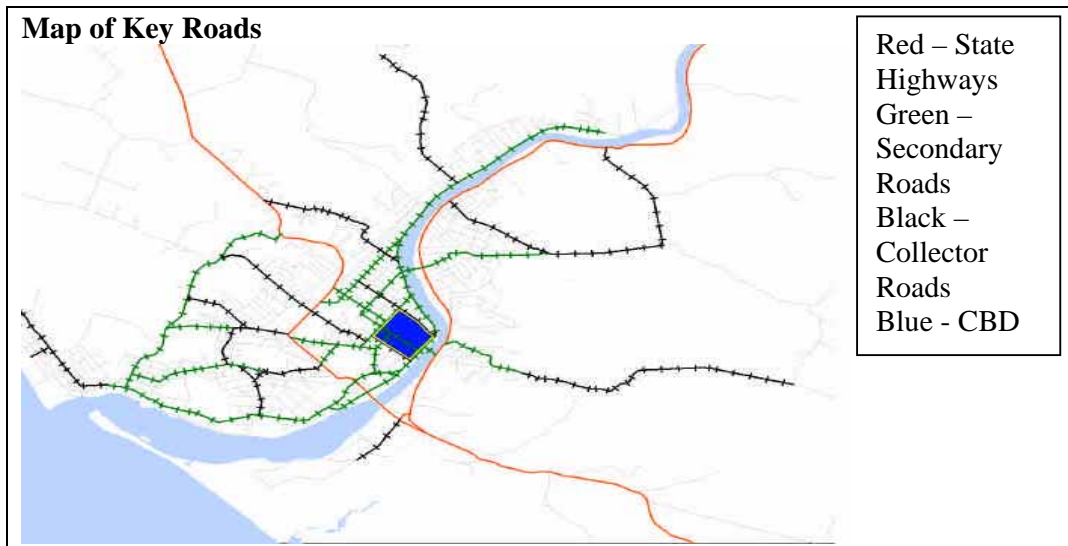 Map of Key Roads
Red – State
Highways
Green –
Secondary
Roads
Black –
Collector
Roads
Blue - CBD